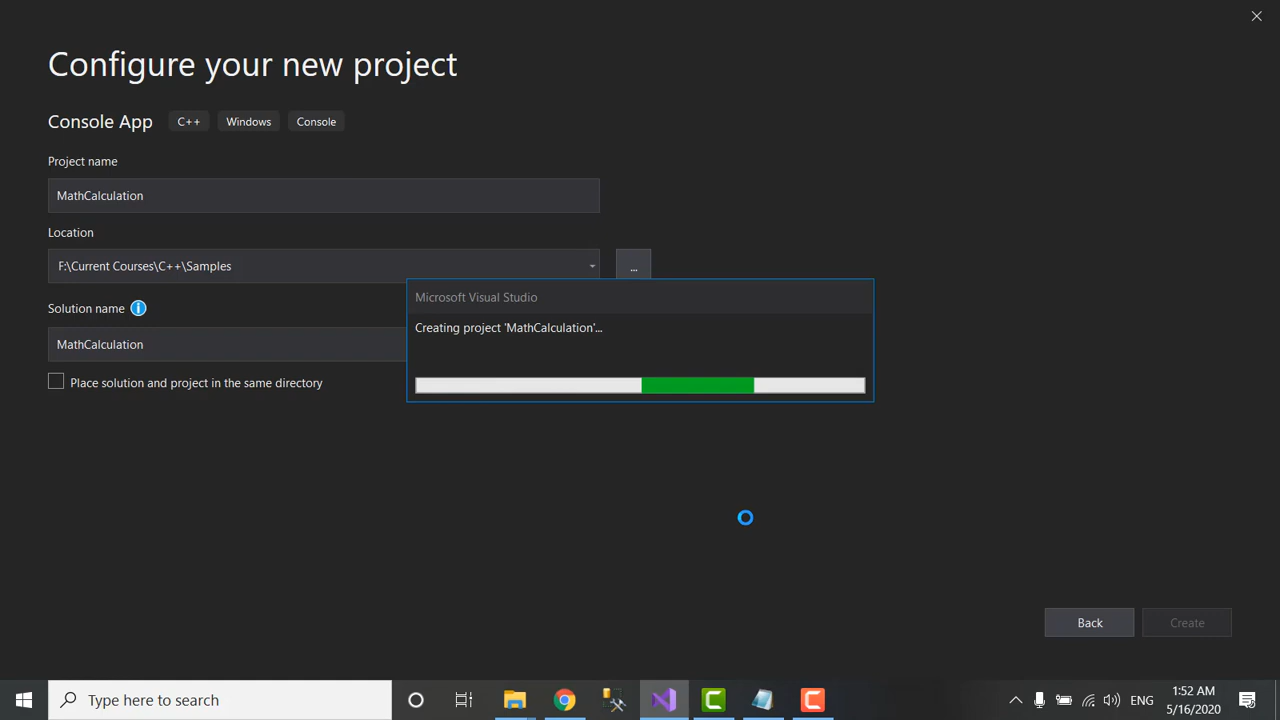 Configure your new project
Console App C++ Windows Console
Project name
MathCalculation
Location
F:\Current Courses\C++\Samples
...
Solution name
MathCalculation
Place solution and project in the same directory
Microsoft Visual Studio
Creating project 'MathCalculation'...
Back Create
Type here to search
ENG
1:52 AM
5/16/2020